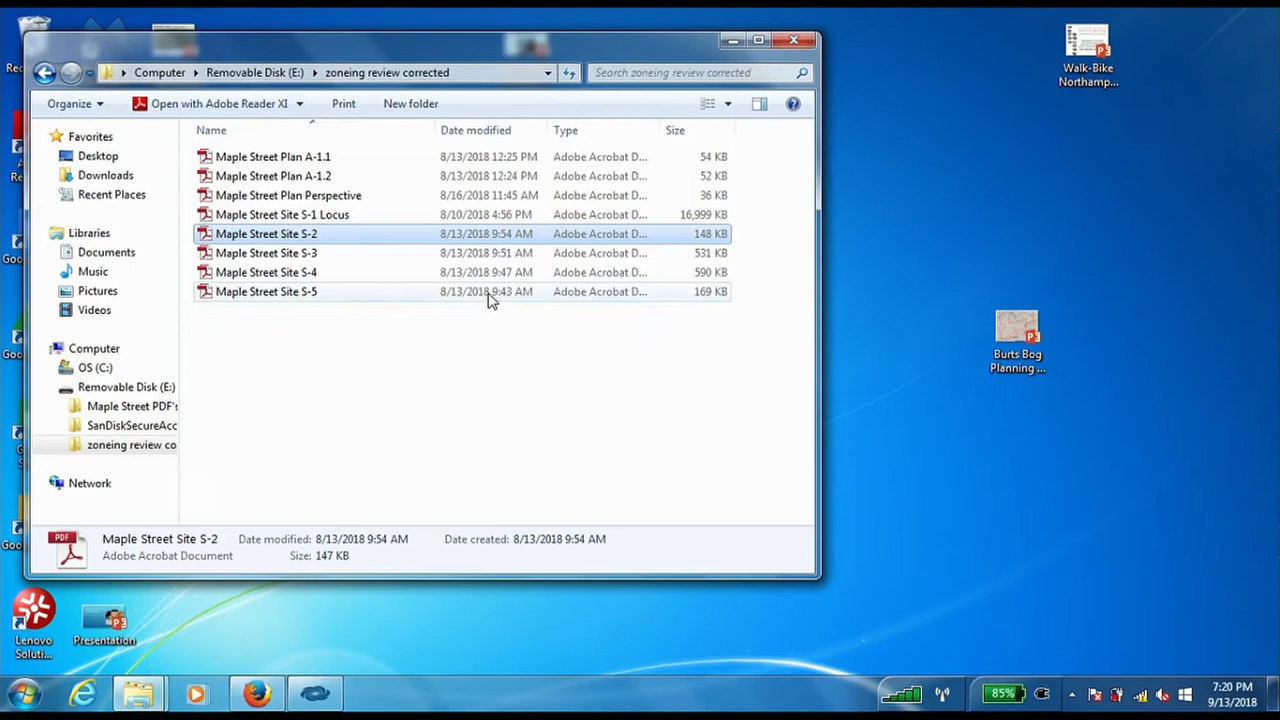 Walk-Bike
Northamp...
Computer
Removable Disk (E:)
zoneing review corrected
Search zoneing review corrected
Organize
Open with Adobe Reader XI
Print
New folder
Name
Date modified
Type
Size
Favorites
Desktop
Downloads
Recent Places
Libraries
Documents
Music
Pictures
Videos
Computer
OS (C:)
Removable Disk (E:)
Maple Street PDF's
SanDiskSecureAcc
zoneing review co
Network
Maple Street Plan A-1.1 8/13/2018 12:25 PM Adobe Acrobat D... 54 KB
Maple Street Plan A-1.2 8/13/2018 12:24 PM Adobe Acrobat D... 52 KB
Maple Street Plan Perspective 8/16/2018 11:45 AM Adobe Acrobat D... 36 KB
Maple Street Site S-1 Locus 8/10/2018 4:56 PM Adobe Acrobat D... 16,999 KB
Maple Street Site S-2 8/13/2018 9:54 AM Adobe Acrobat D... 148 KB
Maple Street Site S-3 8/13/2018 9:51 AM Adobe Acrobat D... 531 KB
Maple Street Site S-4 8/13/2018 9:47 AM Adobe Acrobat D... 590 KB
Maple Street Site S-5 8/13/2018 9:43 AM Adobe Acrobat D... 169 KB
Burts Bog
Planning ...
PDF
Maple Street Site S-2 Date modified: 8/13/2018 9:54 AM Date created: 8/13/2018 9:54 AM
Adobe Acrobat Document Size: 147 KB
Lenovo
Soluti...
Presentation
85%
7:20 PM
9/13/2018